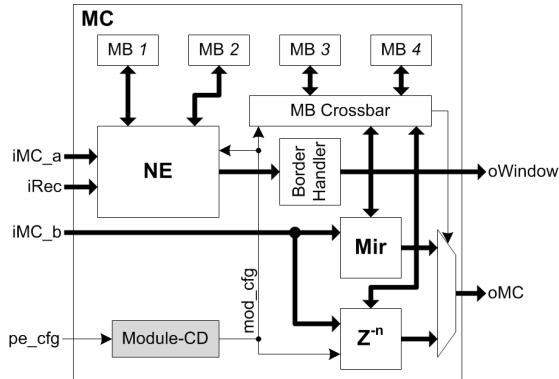 MC
MB 1
MB 2
MB 3
MB 4
MB Crossbar
iMC_a
iRec
NE
Border
Handler
oWindow
iMC_b
Mir
mod_cfg
oMC
pe_cfg
Module-CD
Z-n